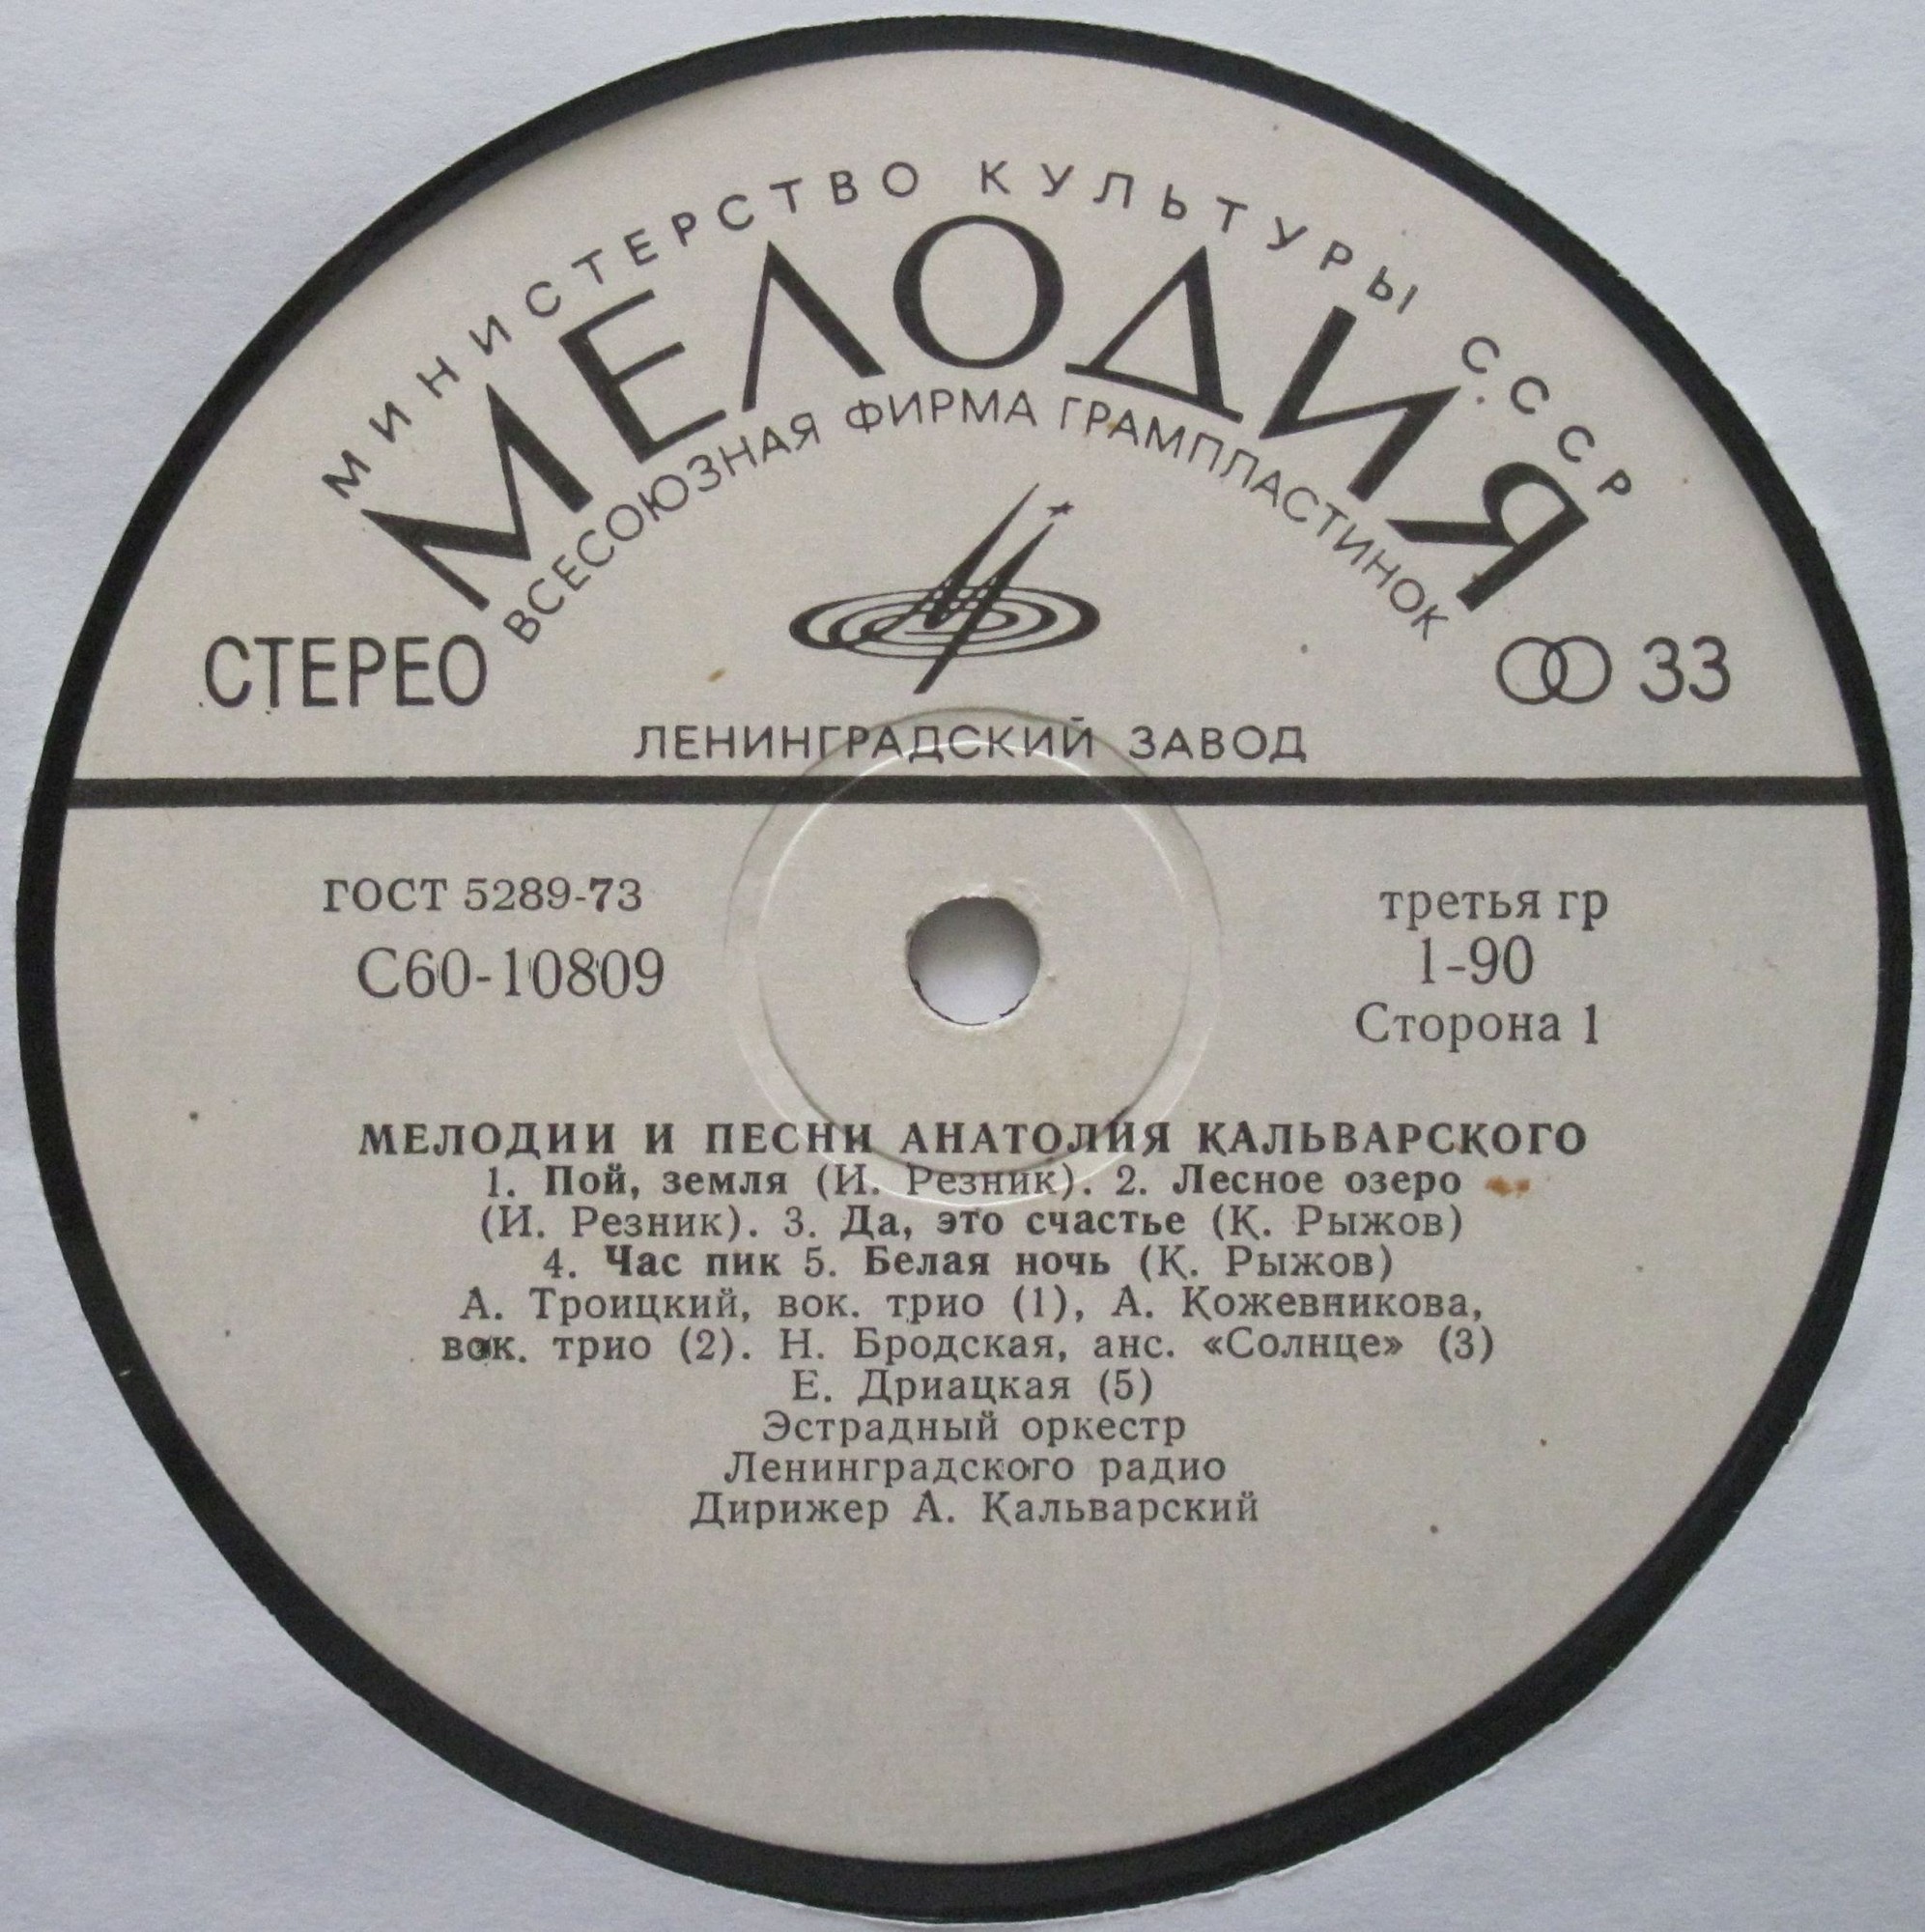 МИНИСТЕРСТВО КУЛЬТУРЫ СССР
МЕЛОДИЯ
ВСЕСОЮЗНАЯ ФИРМА ГРАМПЛАСТИНОК
СТЕРЕО
33
ЛЕНИНГРАДСКИЙ ЗАВОД
ГОСТ 5289-73
С60-10809
третья гр
1-90
Сторона 1
МЕЛОДИИ И ПЕСНИ АНАТОЛИЯ КАЛЬВАРСКОГО
1. Пой, земля (И. Резник). 2. Лесное озеро
(И. Резник). 3. Да, это счастье (К. Рыжов)
4. Час пик 5. Белая ночь (К. Рыжов)
А. Троицкий, вок. трио (1), А. Кожевникова,
вок. трио (2). Н. Бродская, анс. «Солнце» (3)
Е. Дриацкая (5)
Эстрадный оркестр
Ленинградского радио
Дирижер А. Кальварский